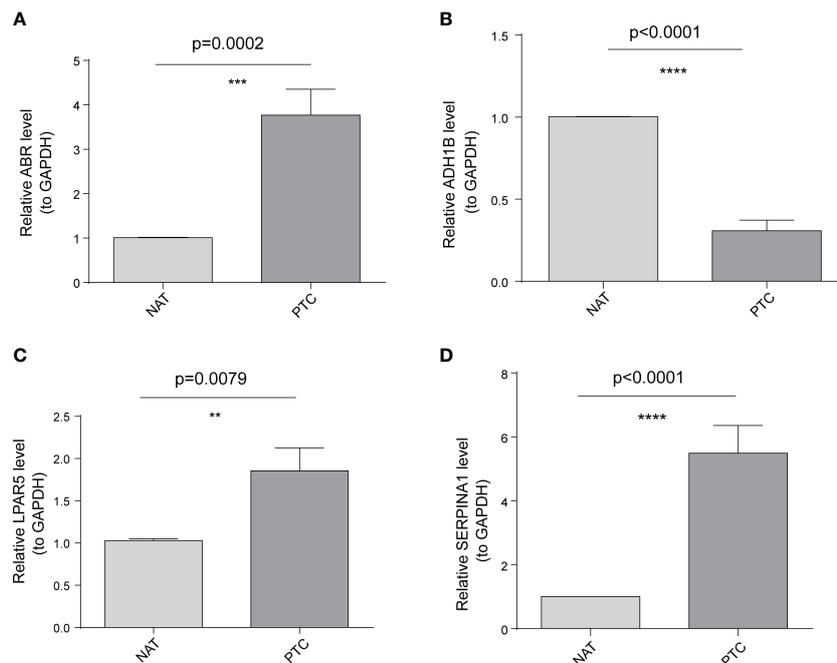 A
p=0.0002
***
Relative ABR level
(to GAPDH)
5
4
3
2
1
0
NAT
PTC
B
p<0.0001
****
Relative ADH1B level
(to GAPDH)
1.5
1.0
0.5
0.0
NAT
PTC
C
p=0.0079
**
Relative LPAR5 level
(to GAPDH)
2.5
2.0
1.5
1.0
0.5
0.0
NAT
PTC
D
p<0.0001
****
Relative SERPINA1 level
(to GAPDH)
8
6
4
2
0
NAT
PTC